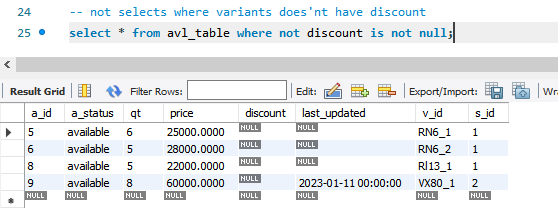 24 -- not selects where variants does'nt have discount
25 select * from avl_table where not discount is not null;
Result Grid Filter Rows: Edit: Export/Import: Wra
a_id a_status qt price discount last_updated v_id s_id
5 available 6 25000.0000 NULL NULL RN6_1 1
6 available 5 28000.0000 NULL NULL RN6_2 1
8 available 5 22000.0000 NULL NULL Rl13_1 1
9 available 8 60000.0000 NULL 2023-01-11 00:00:00 VX80_1 2
NULL NULL NULL NULL NULL NULL NULL NULL